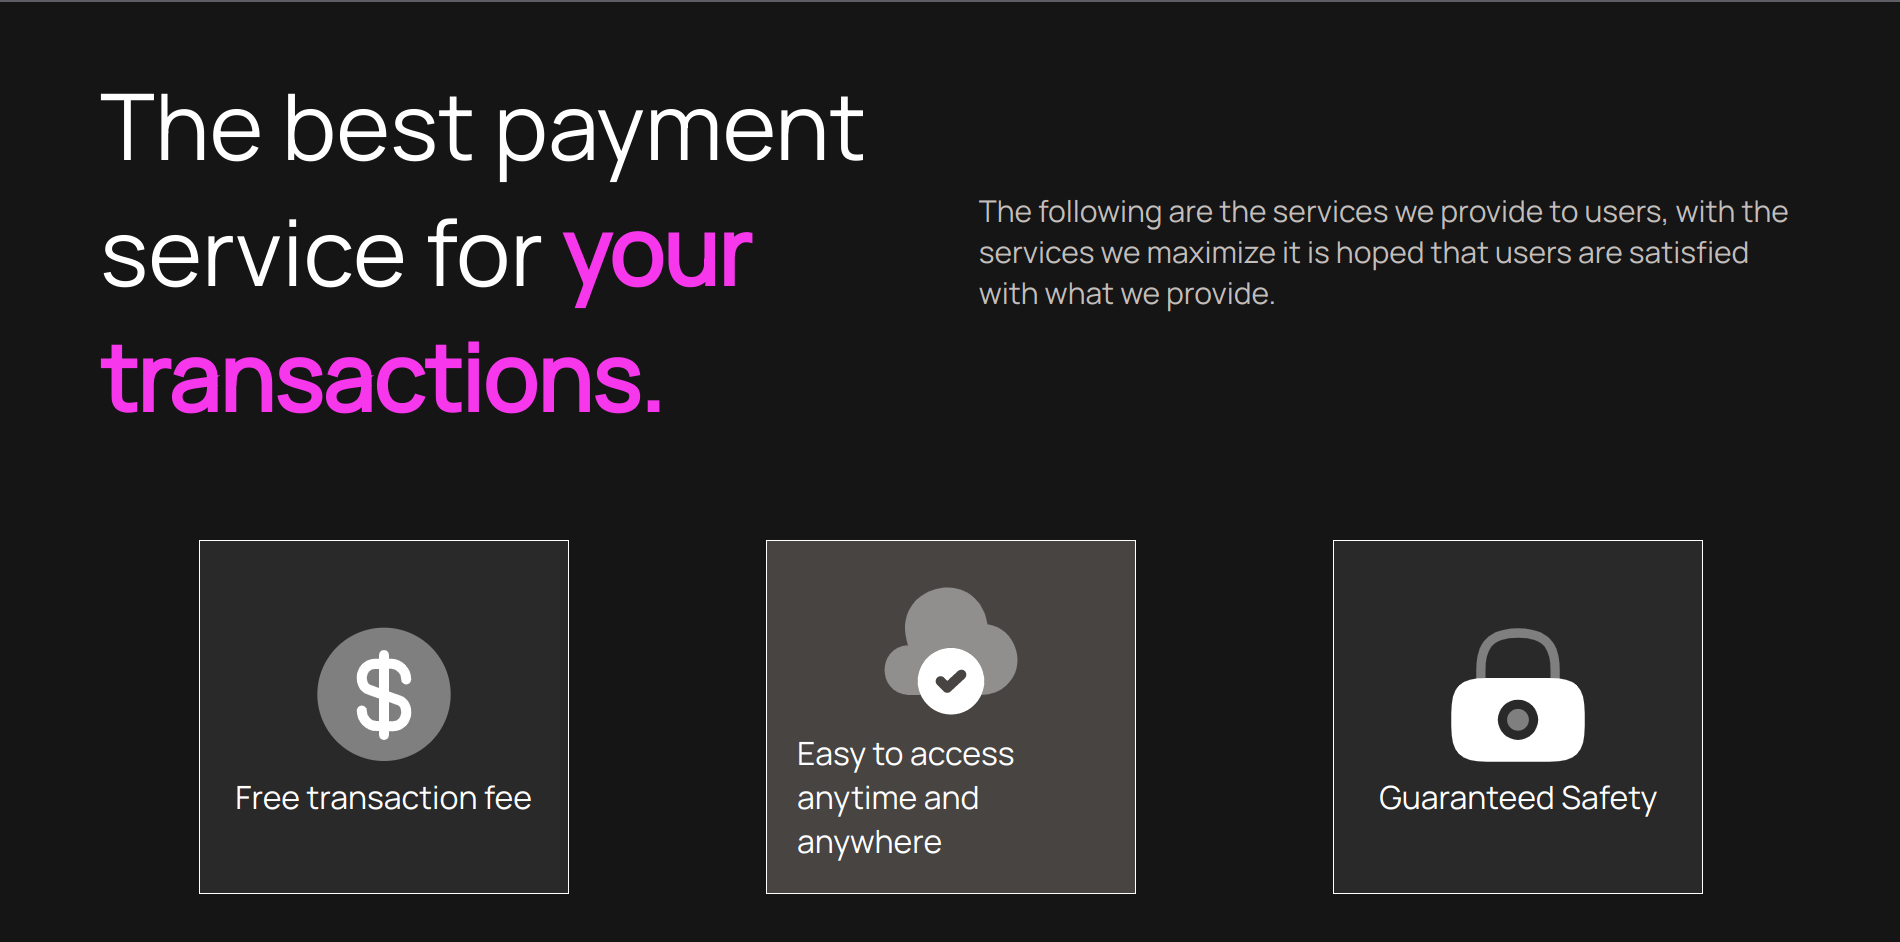 The best payment
service for your
transactions.
The following are the services we provide to users, with the
services we maximize it is hoped that users are satisfied
with what we provide.
Free transaction fee
Easy to access
anytime and
anywhere
Guaranteed Safety